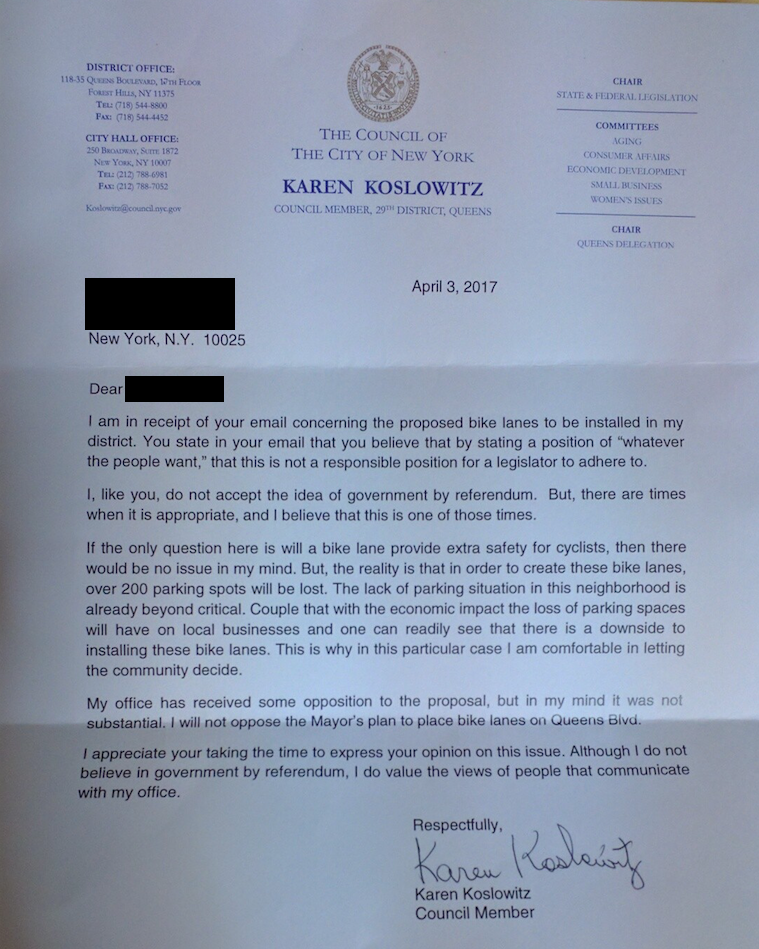 DISTRICT OFFICE:
118-35 QUEENS BOULEVARD, 17TH FLOOR
FOREST HILLS, NY 11375
TEL: (718) 544-8800
FAX: (718) 544-4452
CITY HALL OFFICE:
250 BROADWAY, SUITE 1872
NEW YORK, NY 10007
TEL: (212) 788-6981
FAX: (212) 788-7052
Koslowitz@council.nyc.gov
THE COUNCIL OF
THE CITY OF NEW YORK
KAREN KOSLOWITZ
COUNCIL MEMBER, 29TH DISTRICT, QUEENS
CHAIR
STATE & FEDERAL LEGISLATION
COMMITTEES
AGING
CONSUMER AFFAIRS
ECONOMIC DEVELOPMENT
SMALL BUSINESS
WOMEN'S ISSUES
CHAIR
QUEENS DELEGATION
April 3, 2017
New York, N.Y. 10025
Dear
I am in receipt of your email concerning the proposed bike lanes to be installed in my
district. You state in your email that you believe that by stating a position of “whatever
the people want,” that this is not a responsible position for a legislator to adhere to.
I, like you, do not accept the idea of government by referendum. But, there are times
when it is appropriate, and I believe that this is one of those times.
If the only question here is will a bike lane provide extra safety for cyclists, then there
would be no issue in my mind. But, the reality is that in order to create these bike lanes,
over 200 parking spots will be lost. The lack of parking situation in this neighborhood is
already beyond critical. Couple that with the economic impact the loss of parking spaces
will have on local businesses and one can readily see that there is a downside to
installing these bike lanes. This is why in this particular case I am comfortable in letting
the community decide.
My office has received some opposition to the proposal, but in my mind it was not
substantial. I will not oppose the Mayor's plan to place bike lanes on Queens Blvd.
I appreciate your taking the time to express your opinion on this issue. Although I do not
believe in government by referendum, I do value the views of people that communicate
with my office.
Respectfully,
Karen Koslowitz
Karen Koslowitz
Council Member